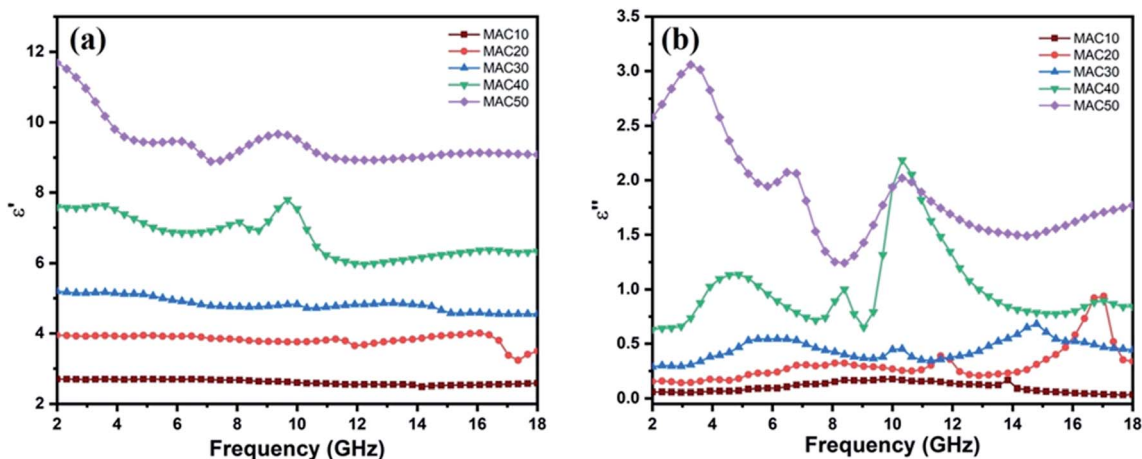 (a)
MAC10
MAC20
MAC30
MAC40
MAC50
12
10
8
6
4
2
ε'
2 4 6 8 10 12 14 16 18
Frequency (GHz)
(b)
MAC10
MAC20
MAC30
MAC40
MAC50
3.5
3.0
2.5
2.0
1.5
1.0
0.5
0.0
ε''
2 4 6 8 10 12 14 16 18
Frequency (GHz)